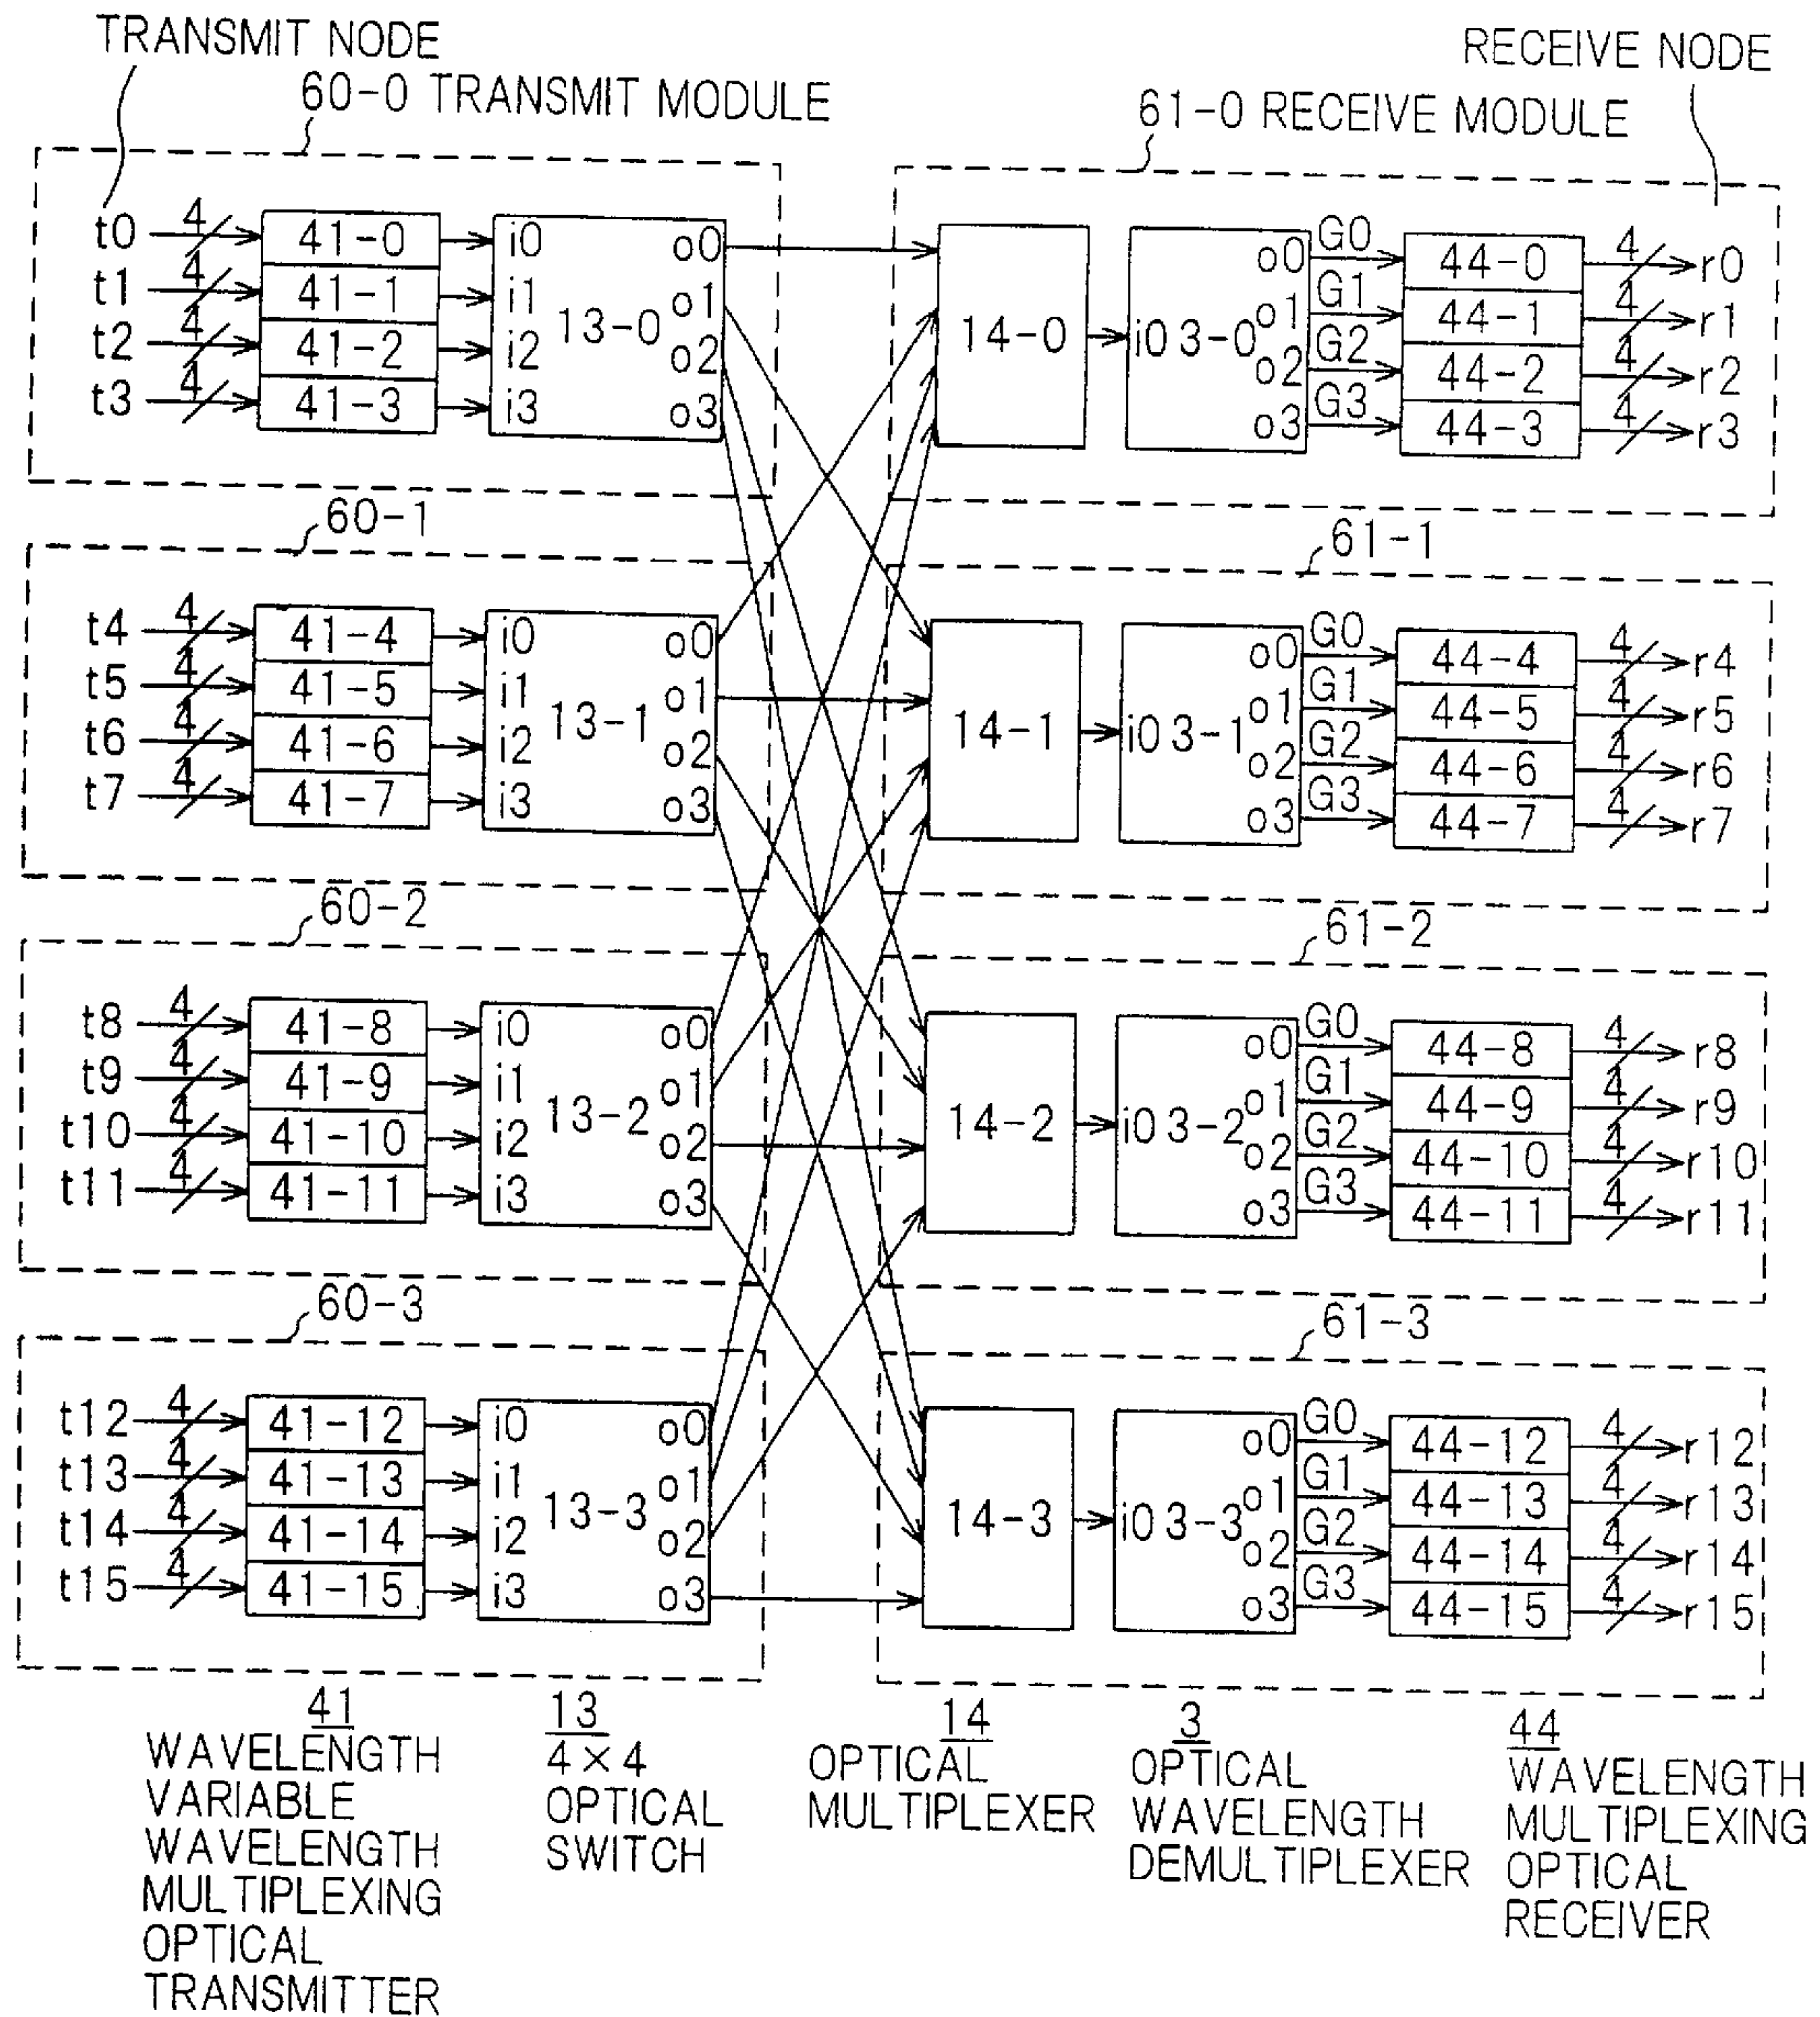 TRANSMIT NODE
60-0 TRANSMIT MODULE
RECEIVE NODE
61-0 RECEIVE MODULE
t0 4 41-0 i0 o0
t1 4 41-1 i1 o1
t2 4 41-2 i2 o2
t3 4 41-3 i3 o3
13-0
14-0
i0 3-0
o0 G0 44-0 4 r0
o1 G1 44-1 4 r1
o2 G2 44-2 4 r2
o3 G3 44-3 4 r3
60-1
61-1
t4 4 41-4 i0 o0
t5 4 41-5 i1 o1
t6 4 41-6 i2 o2
t7 4 41-7 i3 o3
13-1
14-1
i0 3-1
o0 G0 44-4 4 r4
o1 G1 44-5 4 r5
o2 G2 44-6 4 r6
o3 G3 44-7 4 r7
60-2
61-2
t8 4 41-8 i0 o0
t9 4 41-9 i1 o1
t10 4 41-10 i2 o2
t11 4 41-11 i3 o3
13-2
14-2
i0 3-2
o0 G0 44-8 4 r8
o1 G1 44-9 4 r9
o2 G2 44-10 4 r10
o3 G3 44-11 4 r11
60-3
61-3
t12 4 41-12 i0 o0
t13 4 41-13 i1 o1
t14 4 41-14 i2 o2
t15 4 41-15 i3 o3
13-3
14-3
i0 3-3
o0 G0 44-12 4 r12
o1 G1 44-13 4 r13
o2 G2 44-14 4 r14
o3 G3 44-15 4 r15
41
WAVELENGTH
VARIABLE
WAVELENGTH
MULTIPLEXING
OPTICAL
TRANSMITTER
13
4×4
OPTICAL
SWITCH
14
OPTICAL
MULTIPLEXER
3
OPTICAL
WAVELENGTH
DEMULTIPLEXER
44
WAVELENGTH
MULTIPLEXING
OPTICAL
RECEIVER